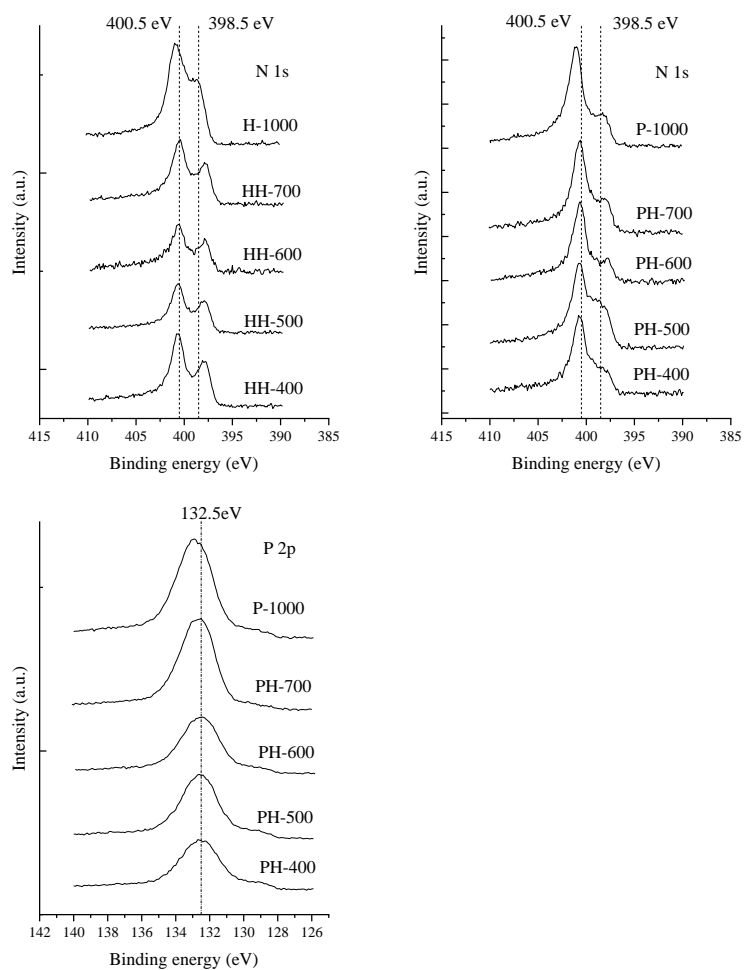 400.5 eV 398.5 eV
N 1s
H-1000
HH-700
HH-600
HH-500
HH-400
Intensity (a.u.)
415 410 405 400 395 390 385
Binding energy (eV)
400.5 eV 398.5 eV
N 1s
P-1000
PH-700
PH-600
PH-500
PH-400
Intensity (a.u.)
415 410 405 400 395 390 385
Binding energy (eV)
132.5eV
P 2p
P-1000
PH-700
PH-600
PH-500
PH-400
Intensity (a.u.)
142 140 138 136 134 132 130 128 126
Binding energy (eV)